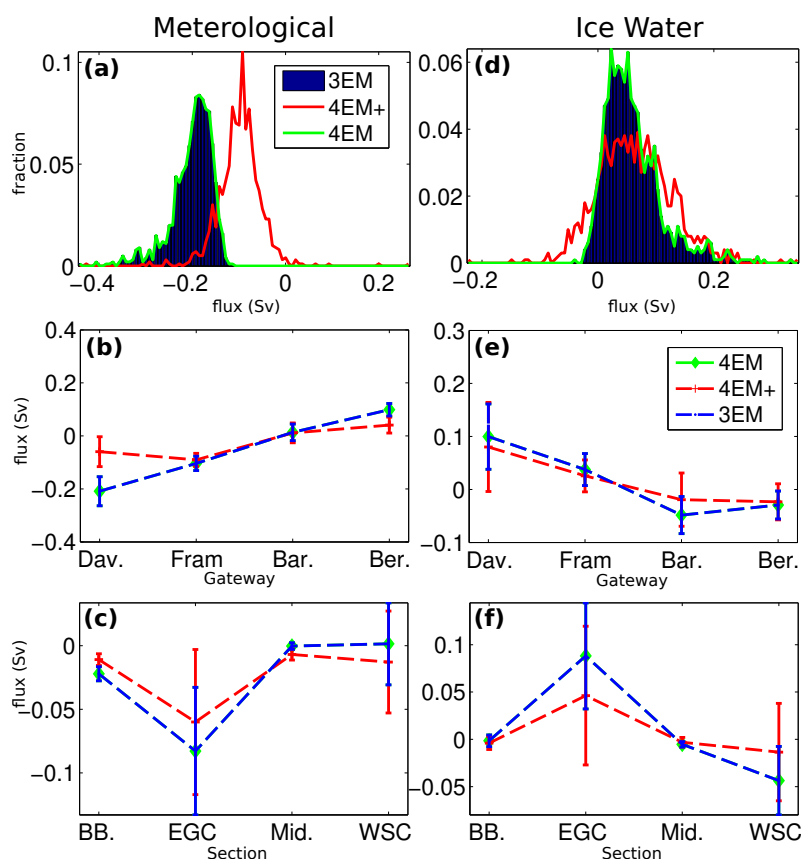 Meterological
Ice Water
(a)
0.1
0.05
0
fraction
3EM
4EM+
4EM
−0.4 −0.2 0 0.2
flux (Sv)
(d)
0.06
0.04
0.02
0
−0.2 0 0.2
flux (Sv)
(b)
0.4
0.2
0
−0.2
−0.4
flux (Sv)
Dav. Fram Bar. Ber.
Gateway
(e)
0.3
0.2
0.1
0
−0.1
4EM
4EM+
3EM
Dav. Fram Bar. Ber.
Gateway
(c)
0
−0.05
−0.1
flux (Sv)
BB. EGC Mid. WSC
Section
(f)
0.1
0.05
0
−0.05
BB. EGC Mid. WSC
Section